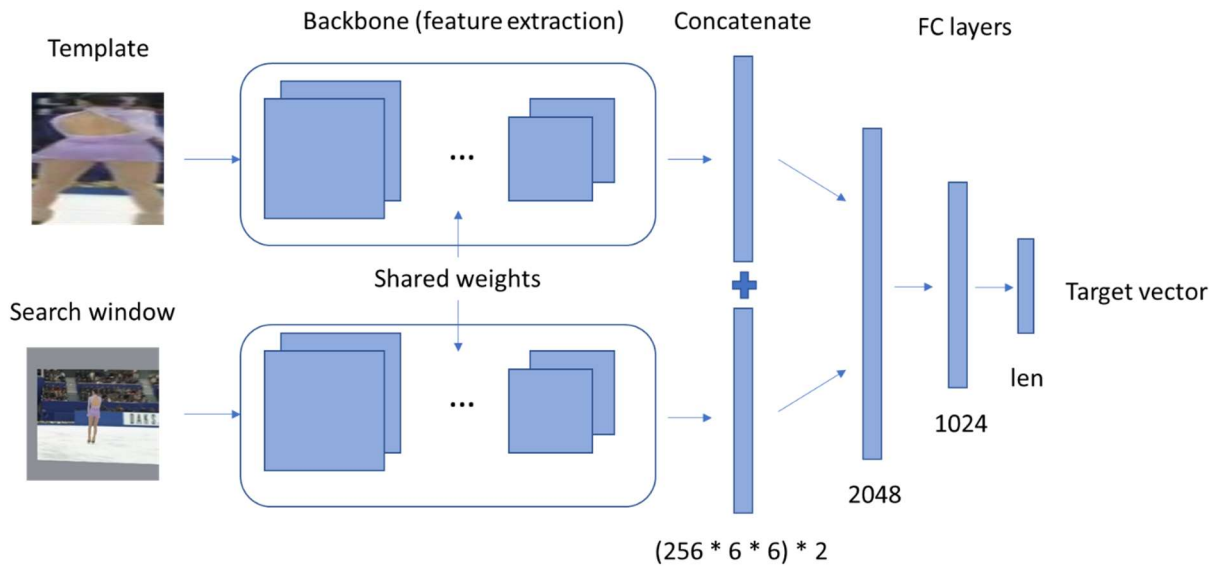 Backbone (feature extraction)
Concatenate
FC layers
Template
...
Shared weights
Search window
...
Target vector
len
1024
2048
(256 * 6 * 6) * 2